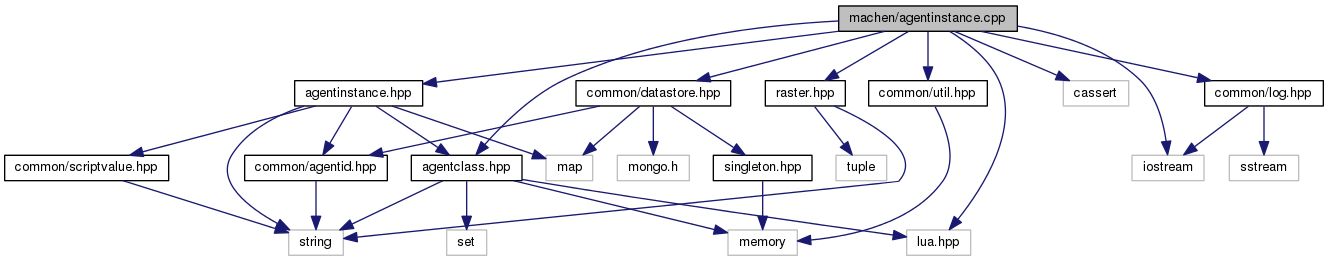 machen/agentinstance.cpp
agentinstance.hpp
common/datastore.hpp
raster.hpp
common/util.hpp
cassert
common/log.hpp
common/scriptvalue.hpp
common/agentid.hpp
agentclass.hpp
map
mongo.h
singleton.hpp
tuple
iostream
sstream
string
set
memory
lua.hpp